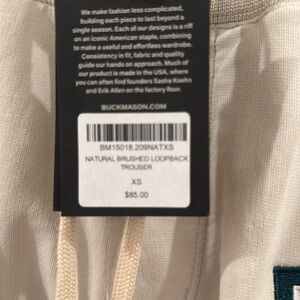 We make fashion less complicated,
building each piece to last beyond a
single season. Each of our designs is a riff
on an iconic American staple, combining
to make a useful and effortless wardrobe.
Consistency in fit, fabric and quality
guide our hands on approach. Much of
our product is made in the USA, where
you can often find founders Sasha Koehn
and Erik Allen on the factory floor.
BUCKMASON.COM
BM15018.209NATXS
NATURAL BRUSHED LOOPBACK
TROUSER
XS
$85.00